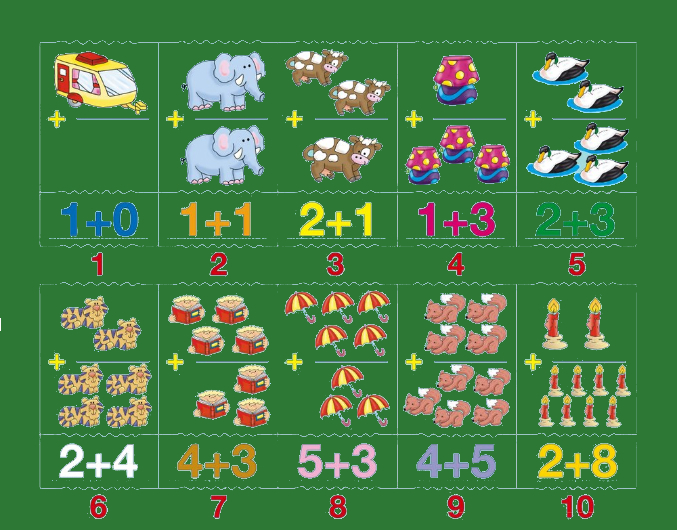 + + + + +
1+0 1+1 2+1 1+3 2+3
1 2 3 4 5
+ + + + +
2+4 4+3 5+3 4+5 2+8
6 7 8 9 10